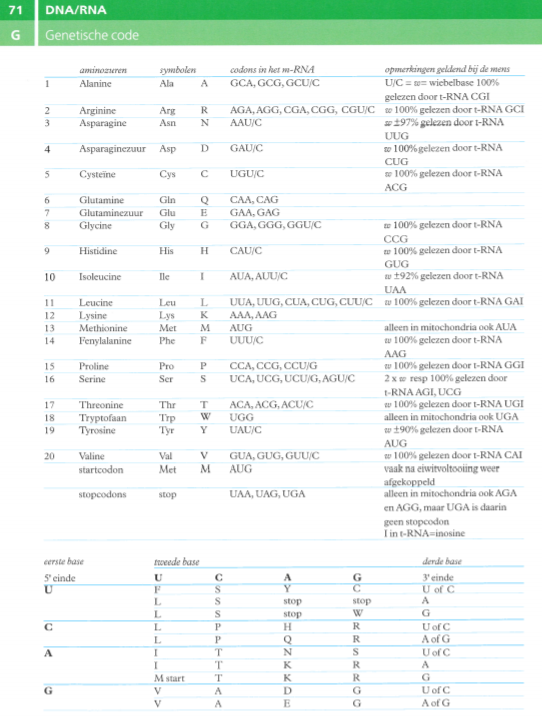 71 DNA/RNA
G Genetische code
aminozuren symbolen codons in het m-RNA opmerkingen geldend bij de mens
1 Alanine Ala A GCA, GCG, GCU/C U/C = w= wiebelbase 100%
gelezen door t-RNA CGI
2 Arginine Arg R AGA, AGG, CGA, CGG, CGU/C w 100% gelezen door t-RNA GCI
3 Asparagine Asn N AAU/C w ±97% gelezen door t-RNA
UUG
4 Asparaginezuur Asp D GAU/C w 100% gelezen door t-RNA
CUG
5 Cysteïne Cys C UGU/C w 100% gelezen door t-RNA
ACG
6 Glutamine Gln Q CAA, CAG
7 Glutaminezuur Glu E GAA, GAG
8 Glycine Gly G GGA, GGG, GGU/C w 100% gelezen door t-RNA
CCG
9 Histidine His H CAU/C w 100% gelezen door t-RNA
GUG
10 Isoleucine Ile I AUA, AUU/C w ±92% gelezen door t-RNA
UAA
11 Leucine Leu L UUA, UUG, CUA, CUG, CUU/C w 100% gelezen door t-RNA GAI
12 Lysine Lys K AAA, AAG
13 Methionine Met M AUG alleen in mitochondria ook AUA
14 Fenylalanine Phe F UUU/C w 100% gelezen door t-RNA
AAG
15 Proline Pro P CCA, CCG, CCU/G w 100% gelezen door t-RNA GGI
16 Serine Ser S UCA, UCG, UCU/G, AGU/C 2 x w resp 100% gelezen door
t-RNA AGI, UCG
17 Threonine Thr T ACA, ACG, ACU/C w 100% gelezen door t-RNA UGI
18 Tryptofaan Trp W UGG alleen in mitochondria ook UGA
19 Tyrosine Tyr Y UAU/C w ±90% gelezen door t-RNA
AUG
20 Valine Val V GUA, GUG, GUU/C w 100% gelezen door t-RNA CAI
startcodon Met M AUG vaak na eiwitvoltooiing weer
afgekoppeld
stopcodons stop UAA, UAG, UGA alleen in mitochondria ook AGA
en AGG, maar UGA is daarin
geen stopcodon
I in t-RNA=inosine
eerste base tweede base derde base
5' einde U C A G 3' einde
U F S Y C U of C
L S stop stop A
L S stop W G
C L P H R U of C
L P Q R A of G
A I T N S U of C
I T K R A
M start T K R G
G V A D G U of C
V A E G A of G